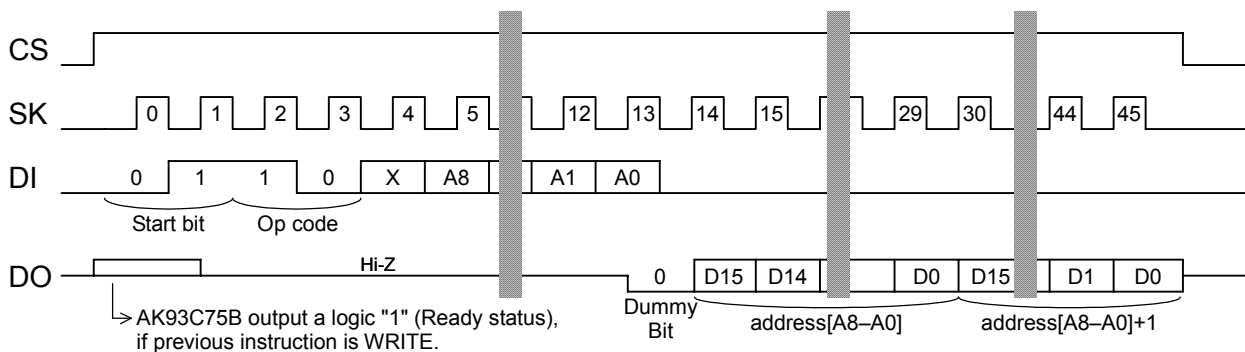 CS
SK 0 1 2 3 4 5 12 13 14 15 29 30 44 45
DI 0 1 1 0 X A8 A1 A0
Start bit Op code
DO Hi-Z 0 D15 D14 D0 D15 D1 D0
Dummy
Bit
address[A8–A0] address[A8–A0]+1
AK93C75B output a logic "1" (Ready status),
if previous instruction is WRITE.